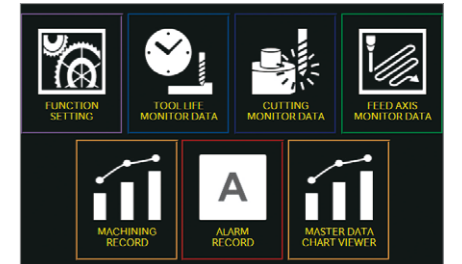 FUNCTION
SETTING
TOOL LIFE
MONITOR DATA
CUTTING
MONITOR DATA
FEED AXIS
MONITOR DATA
MACHINING
RECORD
A
ALARM
RECORD
MASTER DATA
CHART VIEWER